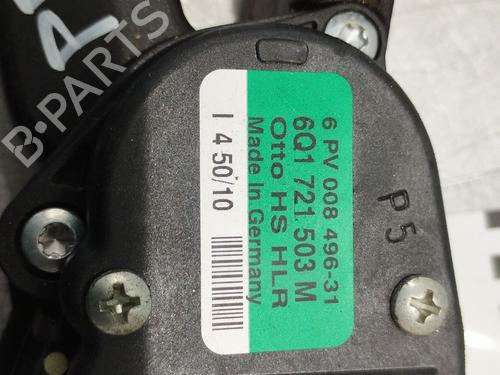 6 PV 008 496-31
6Q1 721 503 M
Otto HS HLR
Made In Germany
I 4 50/10
P5
B-PARTS